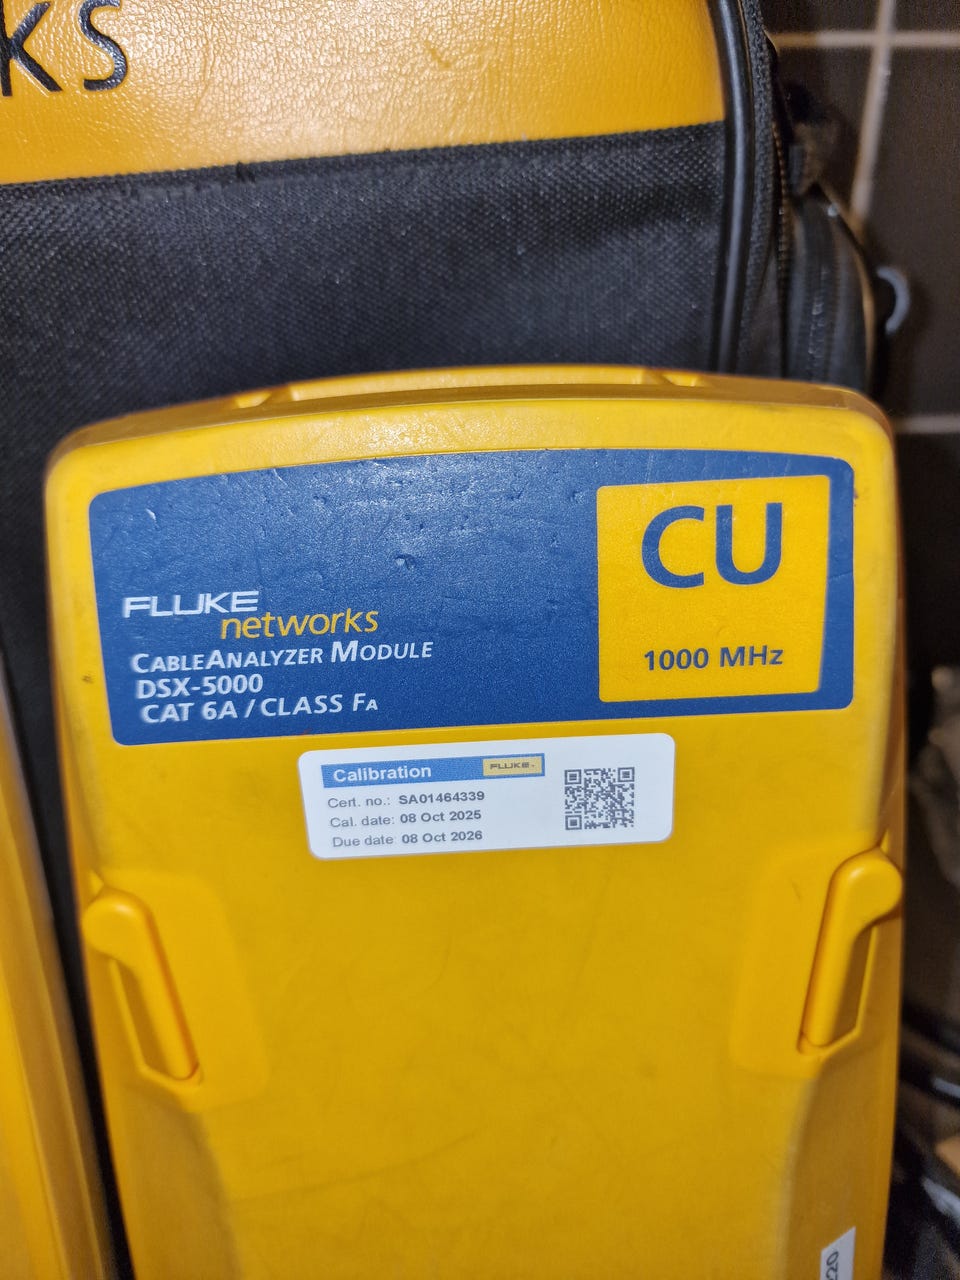 KS
FLUKE
networks
CABLEANALYZER MODULE
DSX-5000
CAT 6A / CLASS FA
CU
1000 MHz
Calibration
FLUKE
Cert. no.: SA01464339
Cal. date: 08 Oct 2025
Due date 08 Oct 2026
20